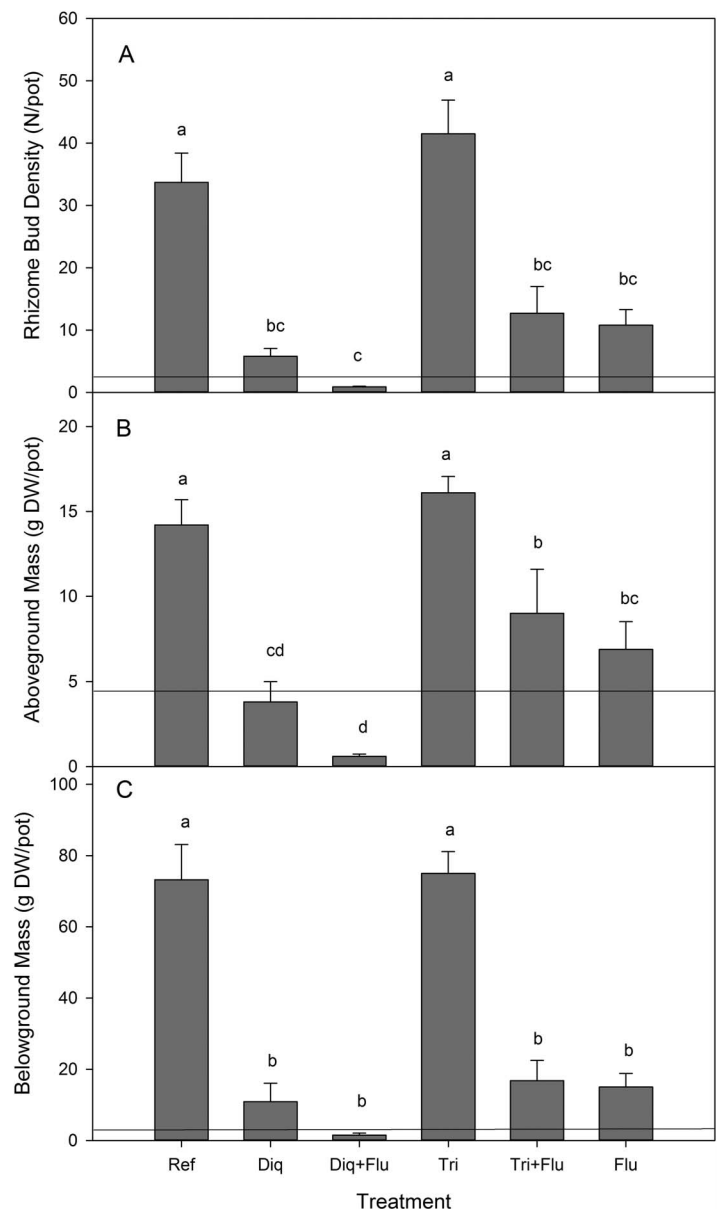 60
A
a
50
a
40
30
Rhizome Bud Density (N/pot)
20
bc
bc
bc
10
c
0
B
20
a
a
15
Aboveground Mass (g DW/pot)
b
10
bc
cd
5
d
0
100
C
a
a
80
60
Belowground Mass (g DW/pot)
40
b
b
b
20
b
0
Ref Diq Diq+Flu Tri Tri+Flu Flu
Treatment